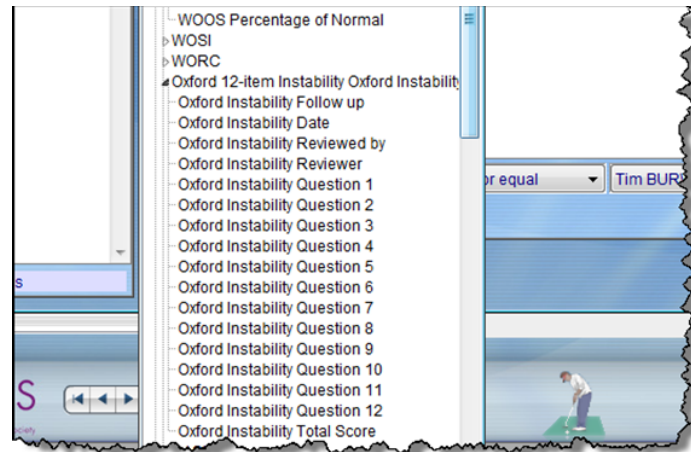 WOOS Percentage of Normal
WOSI
WORC
Oxford 12-item Instability Oxford Instability
Oxford Instability Follow up
Oxford Instability Date
Oxford Instability Reviewed by
Oxford Instability Reviewer
Oxford Instability Question 1
or equal
Tim BUR
Oxford Instability Question 2
Oxford Instability Question 3
Oxford Instability Question 4
Oxford Instability Question 5
s
Oxford Instability Question 6
Oxford Instability Question 7
Oxford Instability Question 8
Oxford Instability Question 9
Oxford Instability Question 10
S
Oxford Instability Question 11
Oxford Instability Question 12
ociety
Oxford Instability Total Score